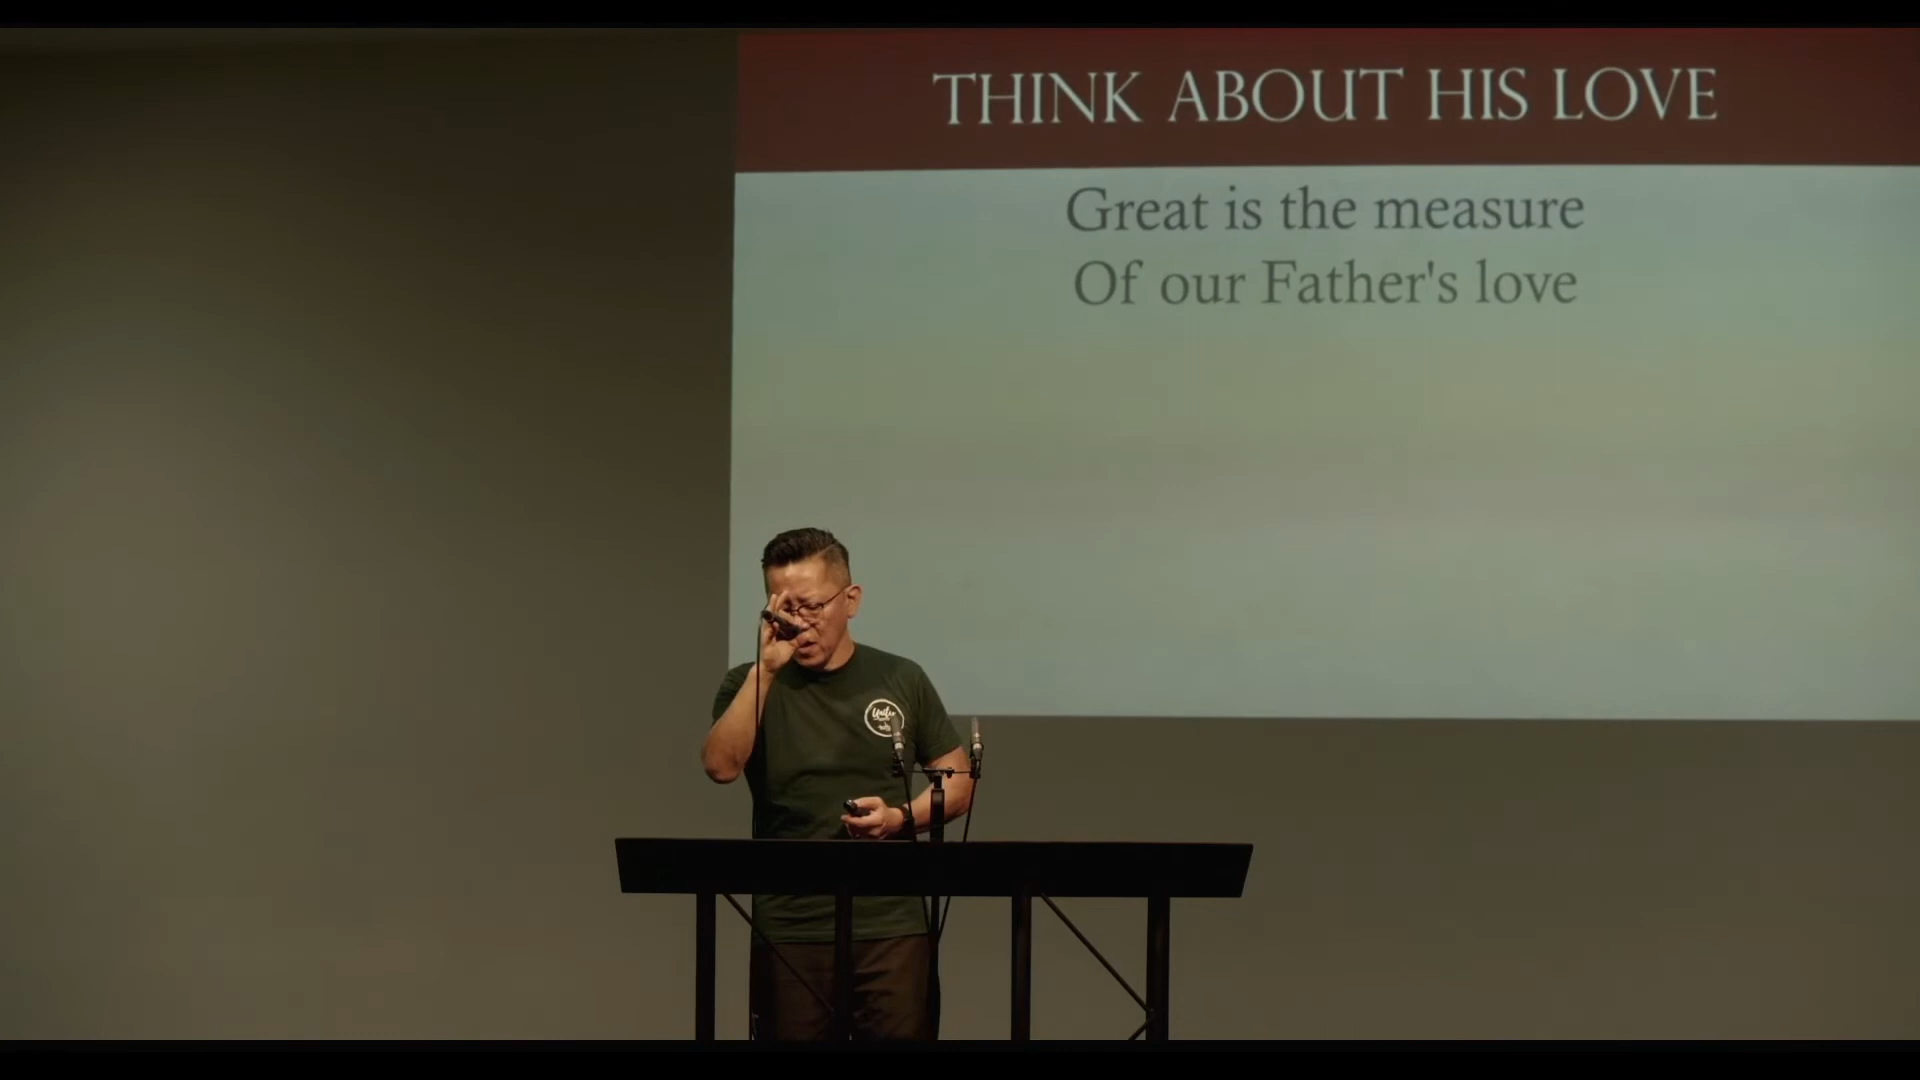 THINK ABOUT HIS LOVE
Great is the measure
Of our Father's love